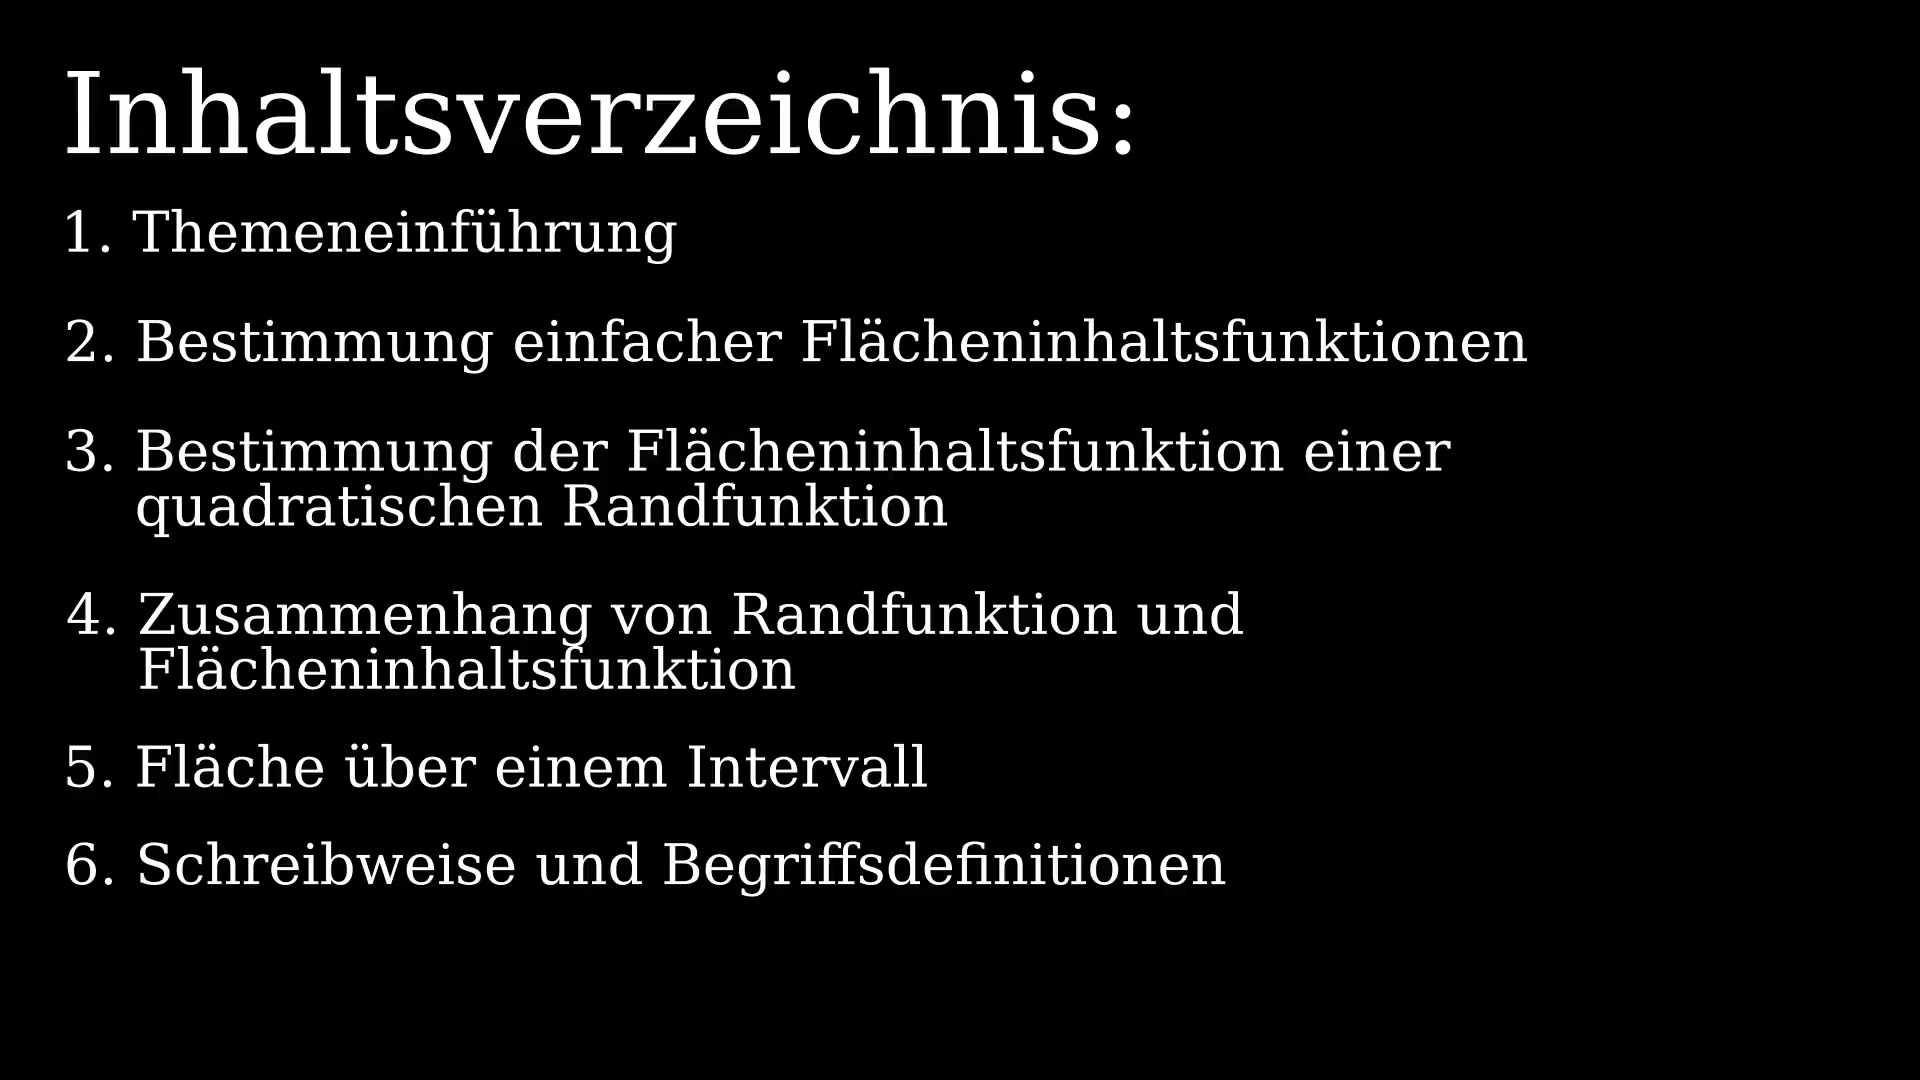 Inhaltsverzeichnis:
1. Themeneinführung
2. Bestimmung einfacher Flächeninhaltsfunktionen
3. Bestimmung der Flächeninhaltsfunktion einer
quadratischen Randfunktion
4. Zusammenhang von Randfunktion und
Flächeninhaltsfunktion
5. Fläche über einem Intervall
6. Schreibweise und Begriffsdefinitionen